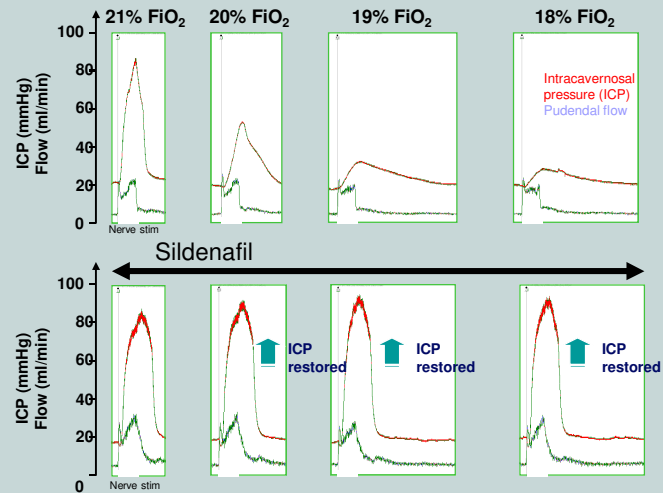 21% FiO₂ 20% FiO₂ 19% FiO₂ 18% FiO₂
ICP (mmHg)
Flow (ml/min)
100
80
60
40
20
0
Intracavernosal
pressure (ICP)
Pudendal flow
Nerve stim
Sildenafil
ICP (mmHg)
Flow (ml/min)
100
80
60
40
20
0
ICP
restored
ICP
restored
ICP
restored
Nerve stim